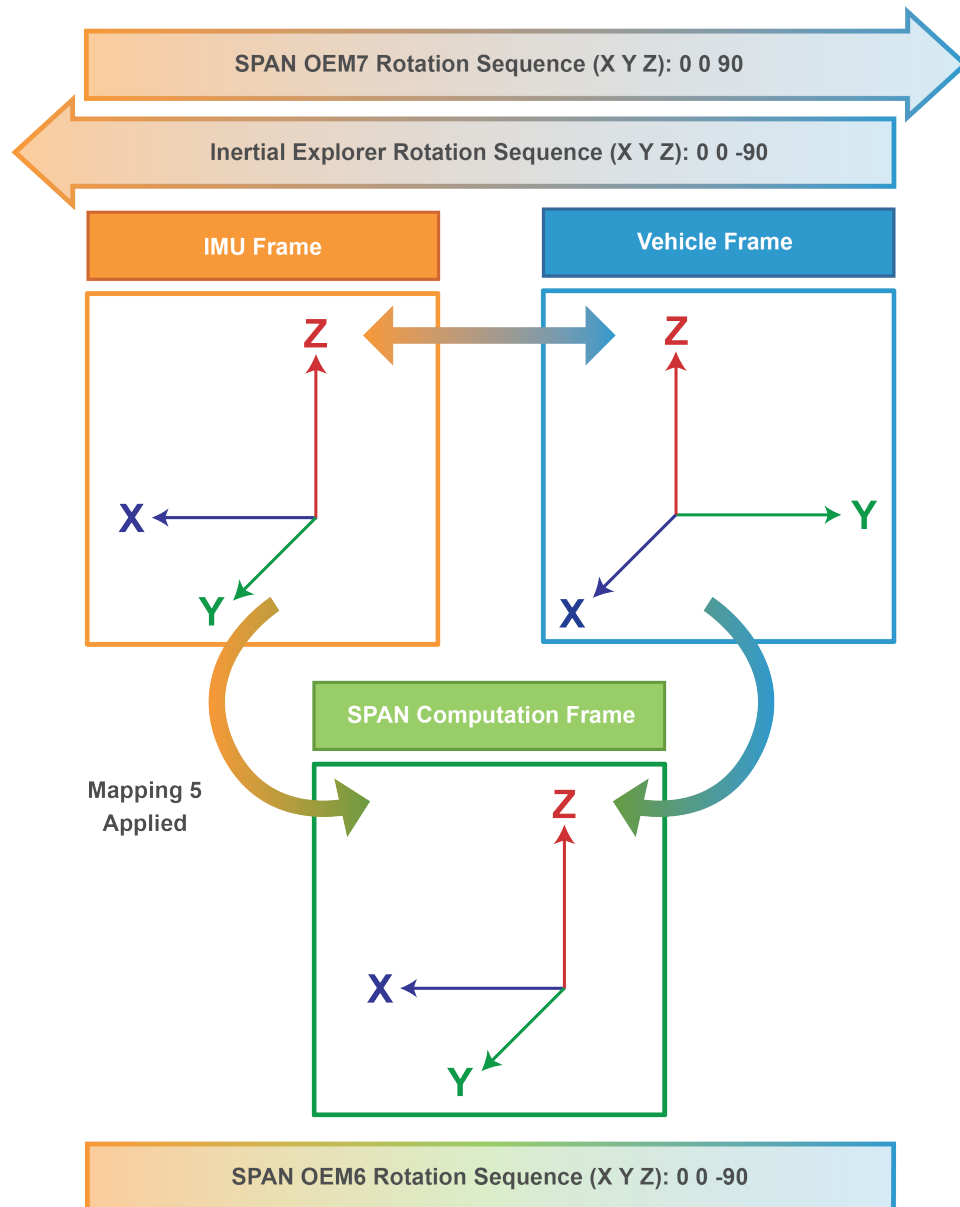 SPAN OEM7 Rotation Sequence (X Y Z): 0 0 90
Inertial Explorer Rotation Sequence (X Y Z): 0 0 -90
IMU Frame
Vehicle Frame
Z
X
Y
Z
Y
X
SPAN Computation Frame
Mapping 5
Applied
Z
X
Y
SPAN OEM6 Rotation Sequence (X Y Z): 0 0 -90